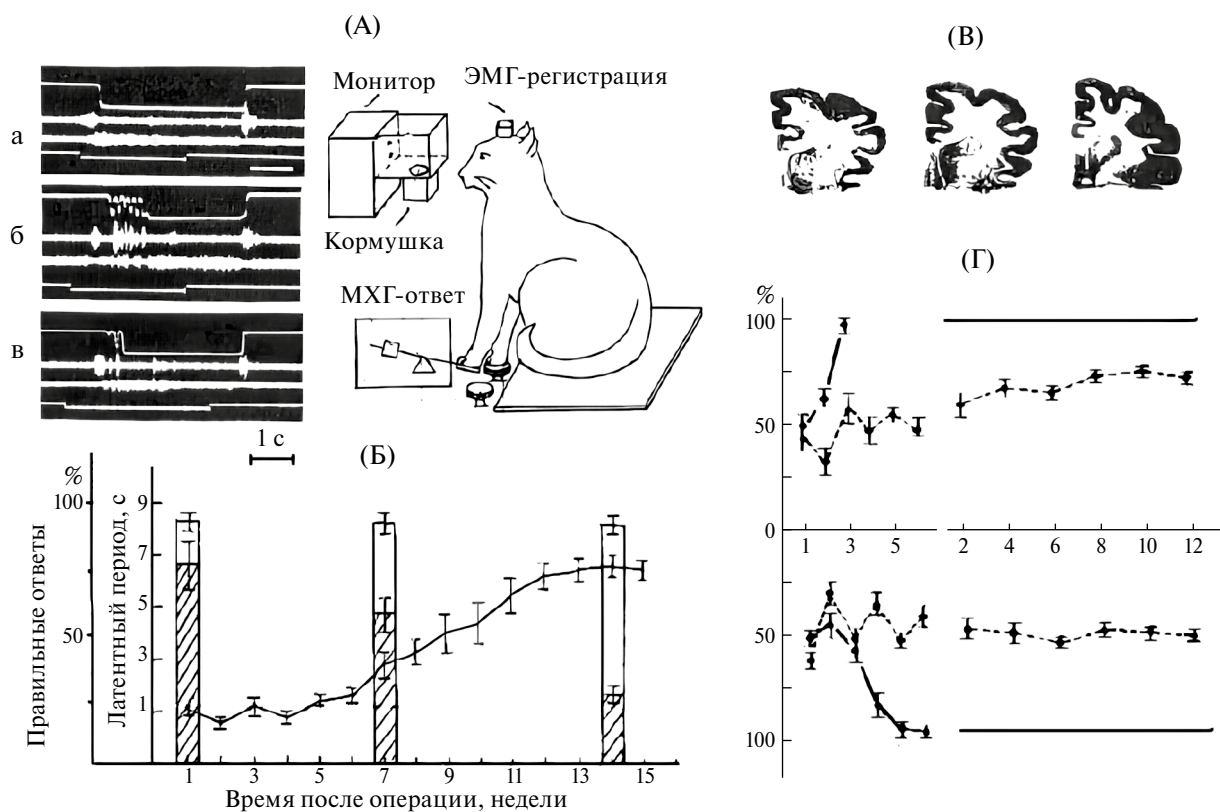 (А)
Монитор
ЭМГ-регистрация
Кормушка
МХГ-ответ
а
б
в
1 с
(Б)
%
100
50
Правильные ответы
Латентный период, с
9
7
5
3
1
1 3 5 7 9 11 13 15
Время после операции, недели
(В)
(Г)
%
100
50
0
1 3 5
2 4 6 8 10 12
50
100